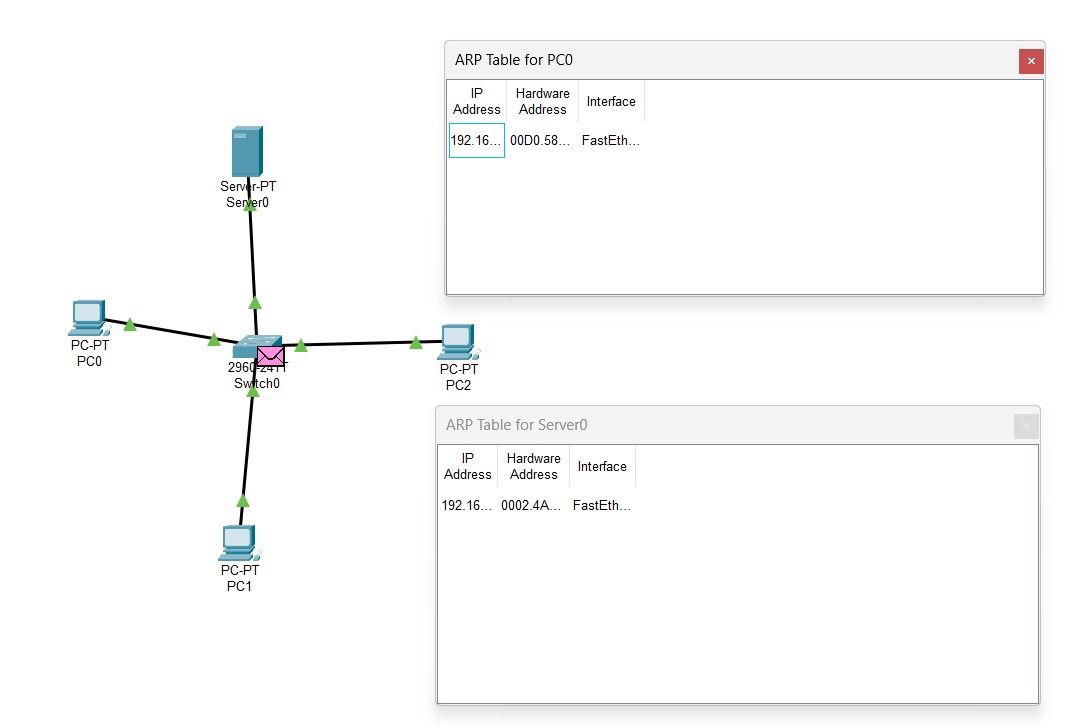 ARP Table for PC0
IP Address
Hardware Address
Interface
192.16...
00D0.58...
FastEth...
Server-PT
Server0
PC-PT
PC0
Switch0
PC-PT
PC2
ARP Table for Server0
IP Address
Hardware Address
Interface
192.16...
0002.4A...
FastEth...
PC-PT
PC1